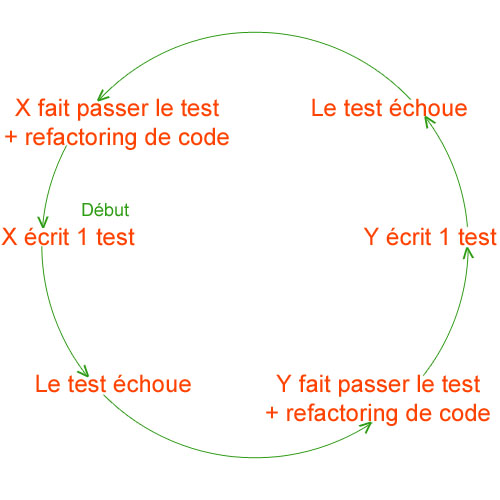 X fait passer le test
+ refactoring de code
Le test échoue
Début
X écrit 1 test
Y écrit 1 test
Le test échoue
Y fait passer le test
+ refactoring de code